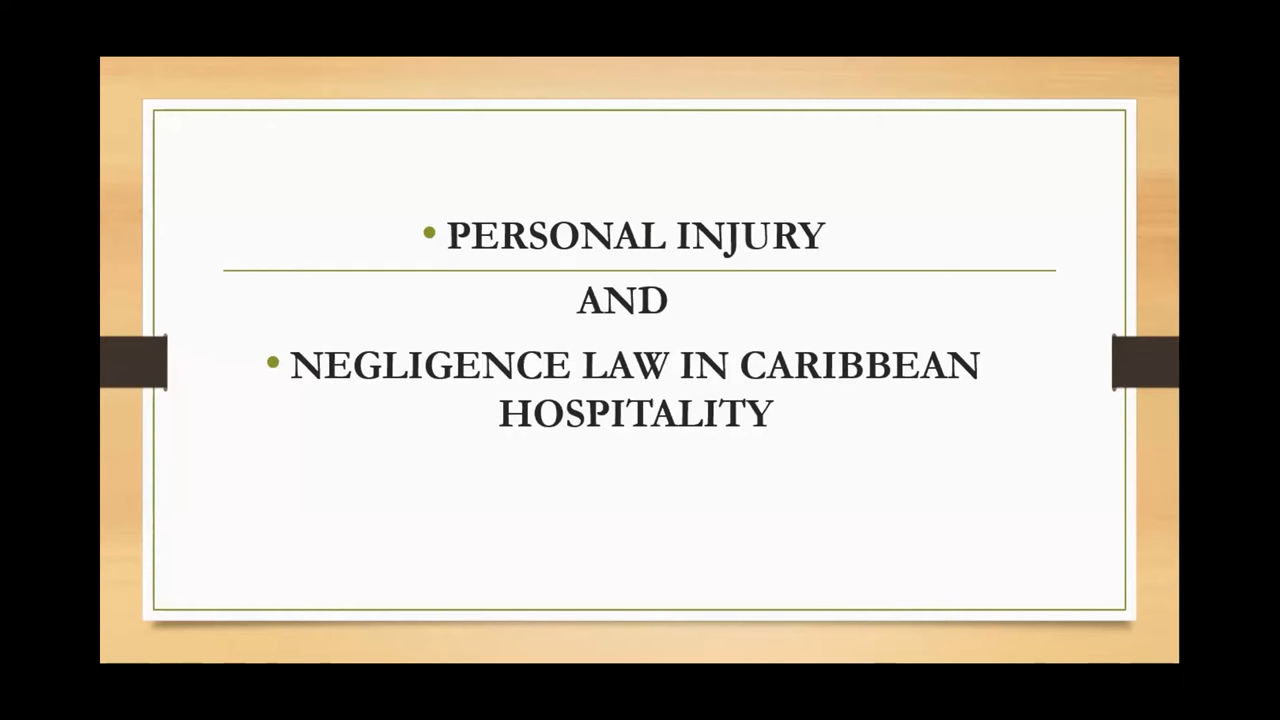 • PERSONAL INJURY
AND
• NEGLIGENCE LAW IN CARIBBEAN
HOSPITALITY